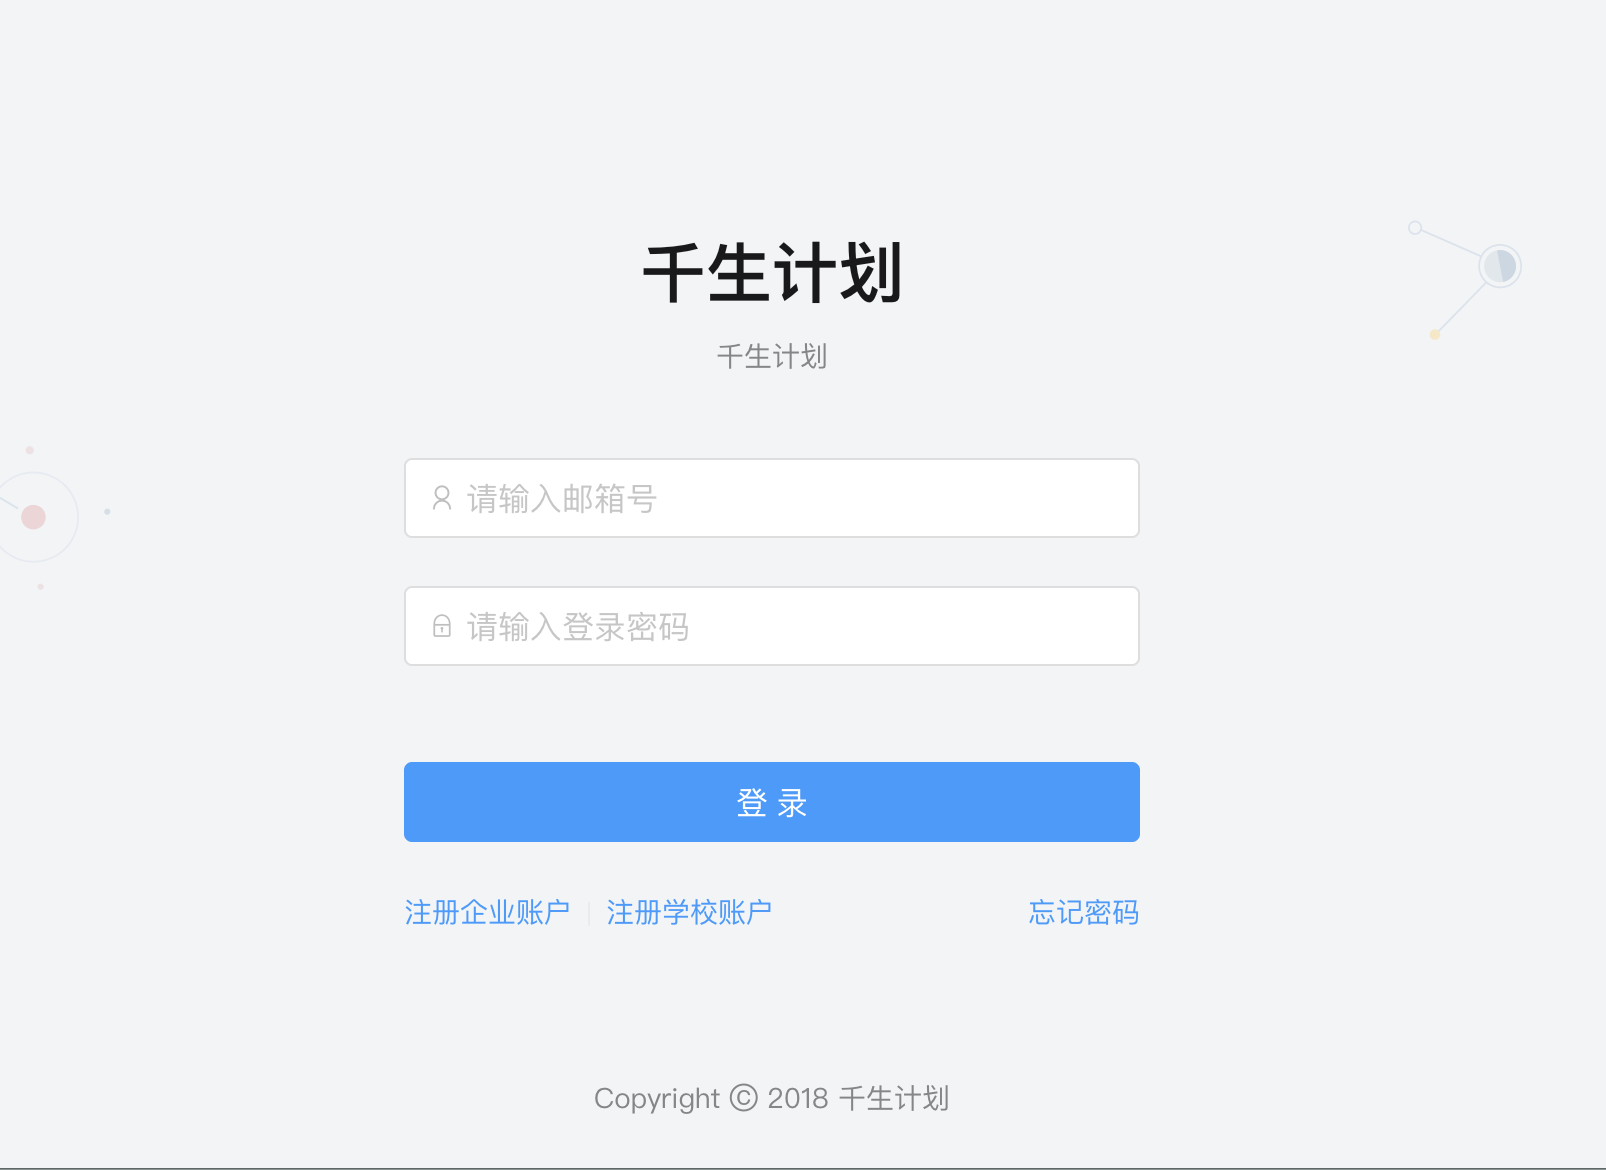 千生计划
千生计划
请输入邮箱号
请输入登录密码
登 录
注册企业账户 注册学校账户 忘记密码
Copyright © 2018 千生计划